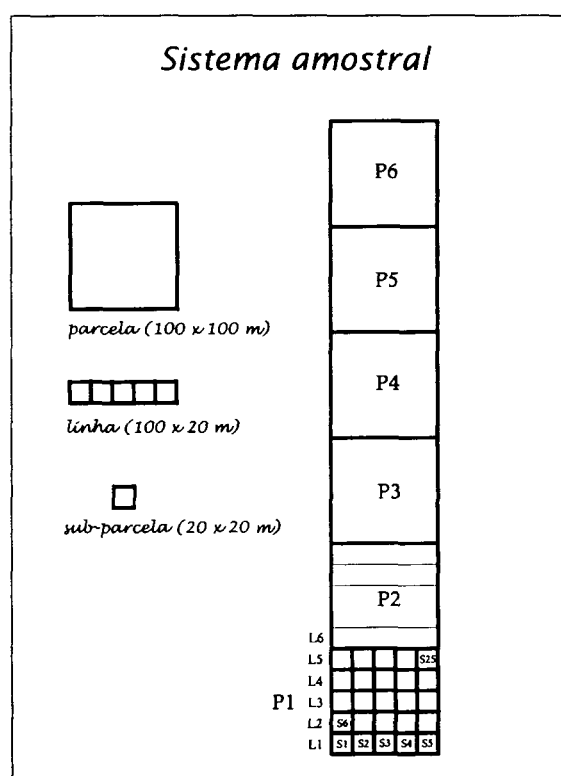 Sistema amostral
P6
P5
parcela (100 x 100 m)
P4
linha (100 x 20 m)
P3
sub-parcela (20 x 20 m)
P2
L6
L5 S25
L4
P1 L3
L2 S6
L1 S1 S2 S3 S4 S5